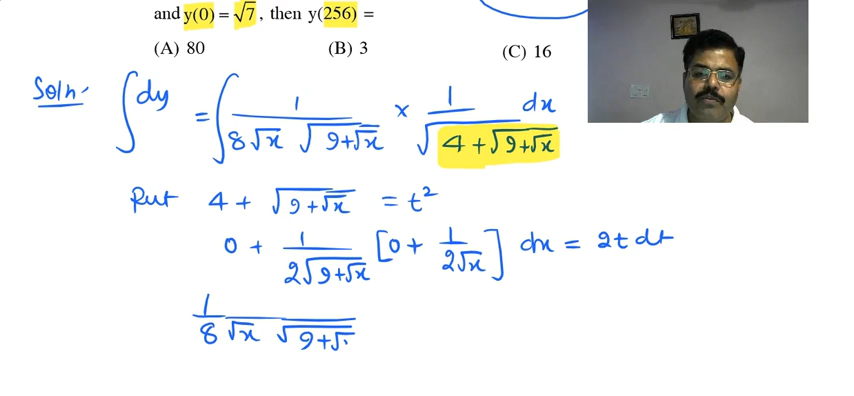 and y(0) = √7, then y(256) =
(A) 80 (B) 3 (C) 16
Soln:- ∫ dy = ∫ 1/(8√x √(9+√x)) × 1/√(4+√(9+√x)) dx
Put 4 + √(9+√x) = t²
0 + 1/(2√(9+√x)) [0 + 1/(2√x)] dx = 2t dt
1/(8 √x √(9+√